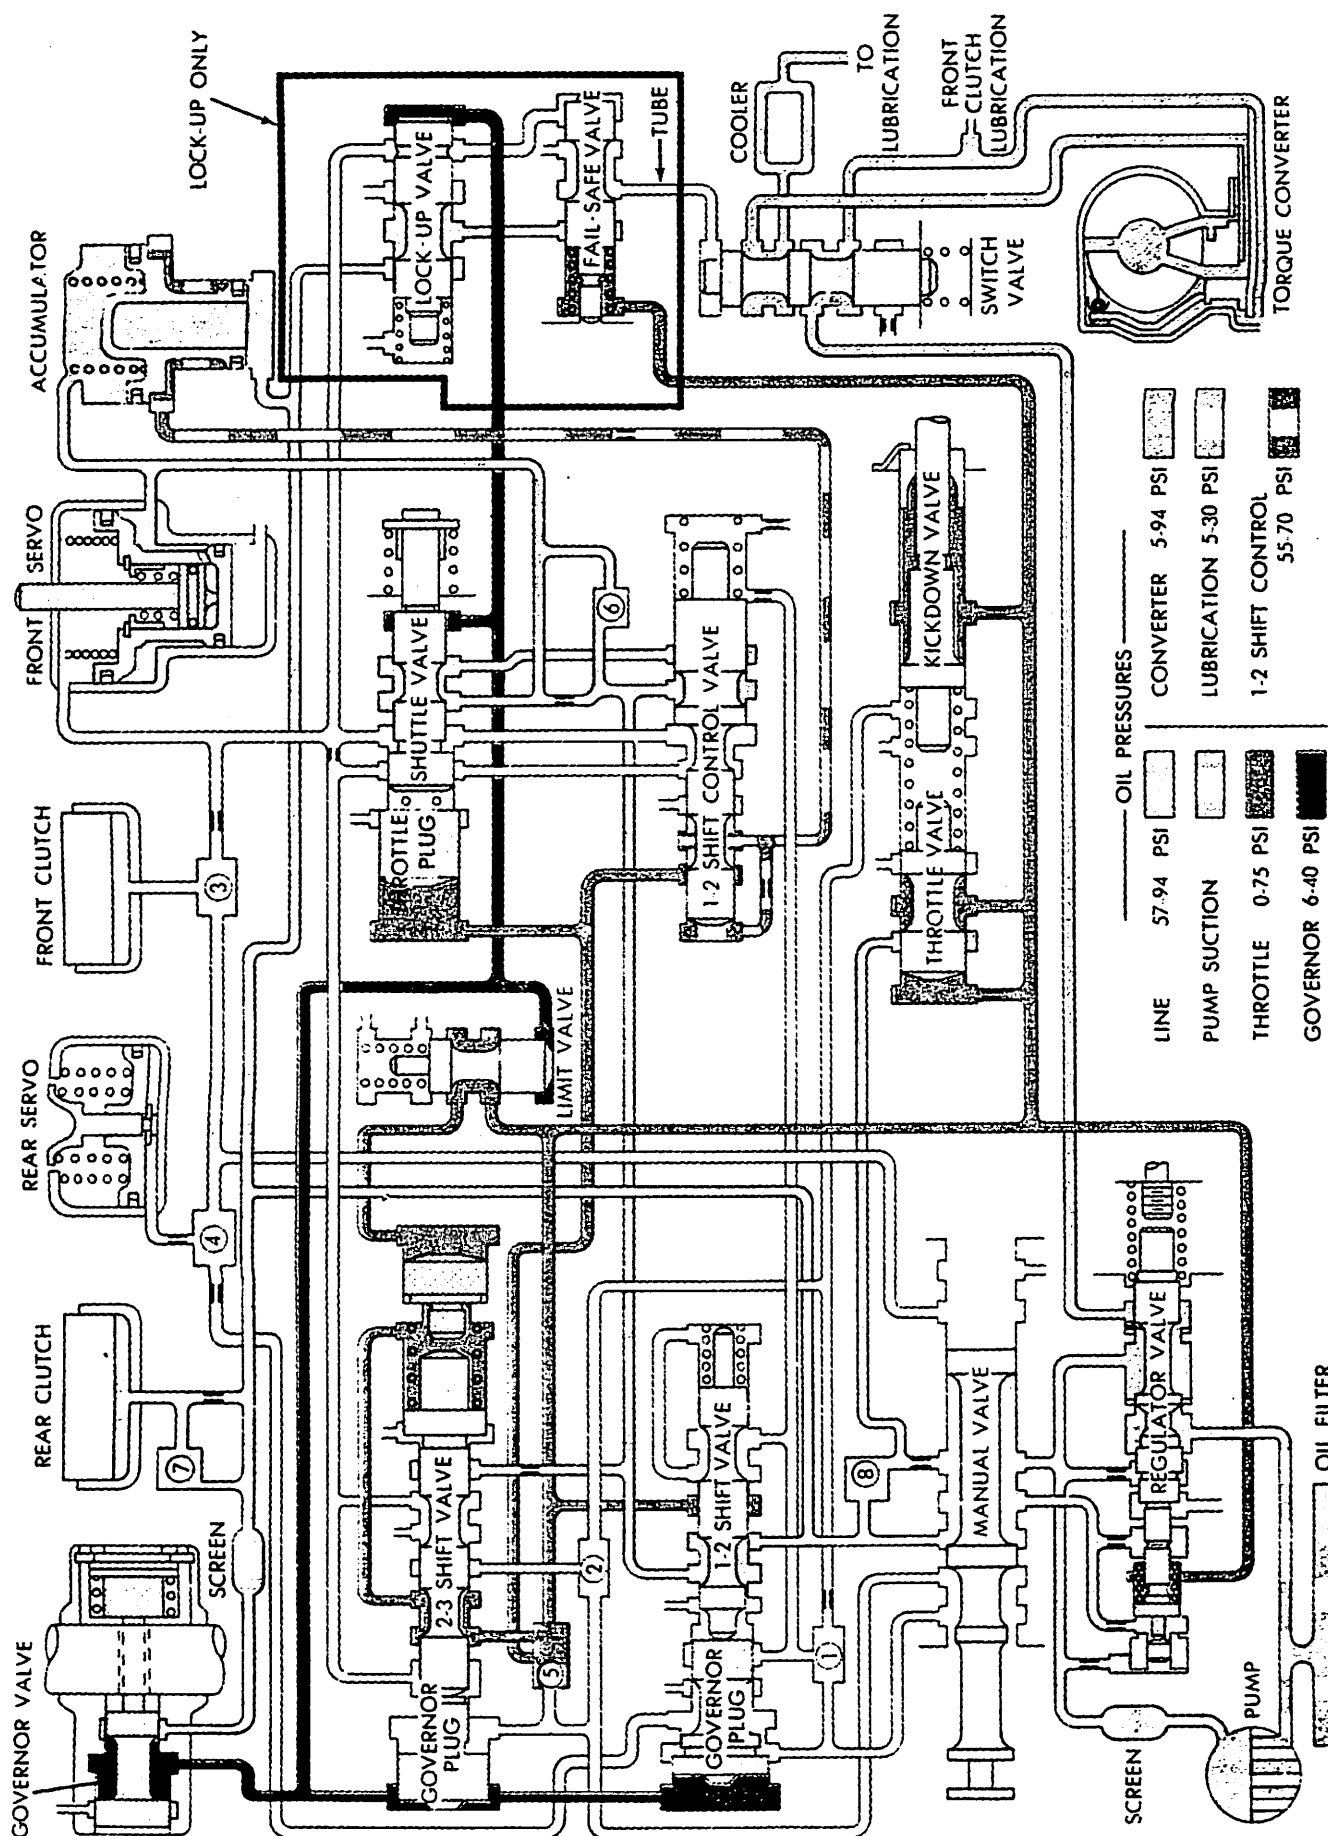 GOVERNOR VALVE
REAR CLUTCH
REAR SERVO
FRONT CLUTCH
FRONT SERVO
ACCUMULATOR
LOCK-UP ONLY
SCREEN
7
4
3
GOVERNOR
PLUG
2-3 SHIFT VALVE
LIMIT VALVE
THROTTLE
PLUG
SHUTTLE VALVE
LOCK-UP VALVE
5
2
6
FAIL-SAFE VALVE
TUBE
GOVERNOR
PLUG
1-2 SHIFT VALVE
1-2 SHIFT CONTROL VALVE
COOLER
TO
LUBRICATION
1
8
FRONT
CLUTCH
LUBRICATION
SWITCH
VALVE
MANUAL VALVE
THROTTLE VALVE
KICKDOWN VALVE
REGULATOR VALVE
SCREEN
PUMP
OIL FILTER
TORQUE CONVERTER
OIL PRESSURES
LINE 57-94 PSI
PUMP SUCTION
THROTTLE 0-75 PSI
GOVERNOR 6-40 PSI
CONVERTER 5-94 PSI
LUBRICATION 5-30 PSI
1-2 SHIFT CONTROL
55-70 PSI